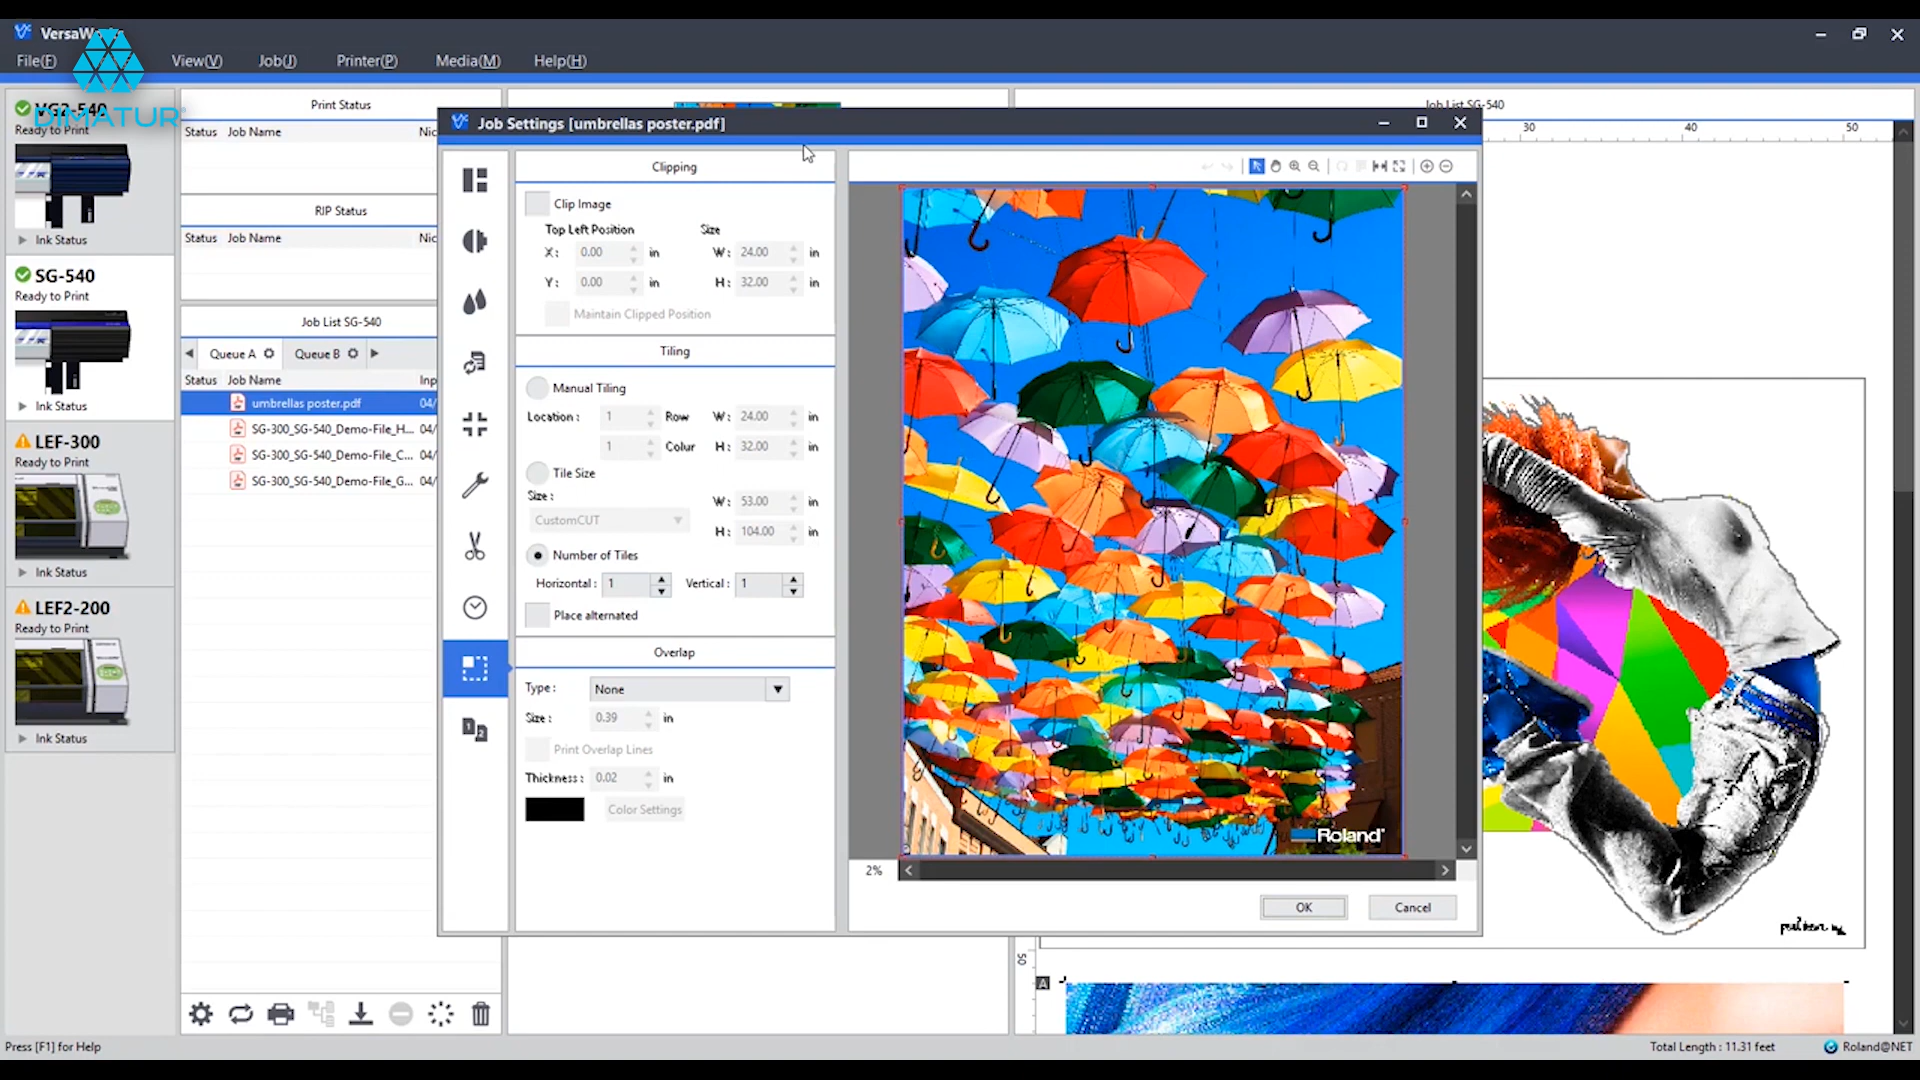 VersaW
File(F)
View(V)
Job(J)
Printer(P)
Media(M)
Help(H)
DIMATUR
VG2-540
Ready to Print
Ink Status
SG-540
Ready to Print
Ink Status
LEF-300
Ready to Print
Ink Status
LEF2-200
Ready to Print
Ink Status
Print Status
Status Job Name Nic
RIP Status
Status Job Name Nic
Job List SG-540
Queue A
Queue B
Status Job Name Inp
umbrellas poster.pdf 04/
SG-300_SG-540_Demo-File_H... 04/
SG-300_SG-540_Demo-File_C... 04/
SG-300_SG-540_Demo-File_G... 04/
Job Settings [umbrellas poster.pdf]
Clipping
Clip Image
Top Left Position Size
X: 0.00 in W: 24.00 in
Y: 0.00 in H: 32.00 in
Maintain Clipped Position
Tiling
Manual Tiling
Location: 1 Row W: 24.00 in
1 Colur H: 32.00 in
Tile Size
Size: W: 53.00 in
CustomCUT
H: 104.00 in
Number of Tiles
Horizontal: 1 Vertical: 1
Place alternated
Overlap
Type: None
Size: 0.39 in
Print Overlap Lines
Thickness: 0.02 in
Color Settings
Roland
2%
OK
Cancel
Job List SG-540
30 40 50
50
A
Press [F1] for Help
Total Length : 11.31 feet
Roland@NET